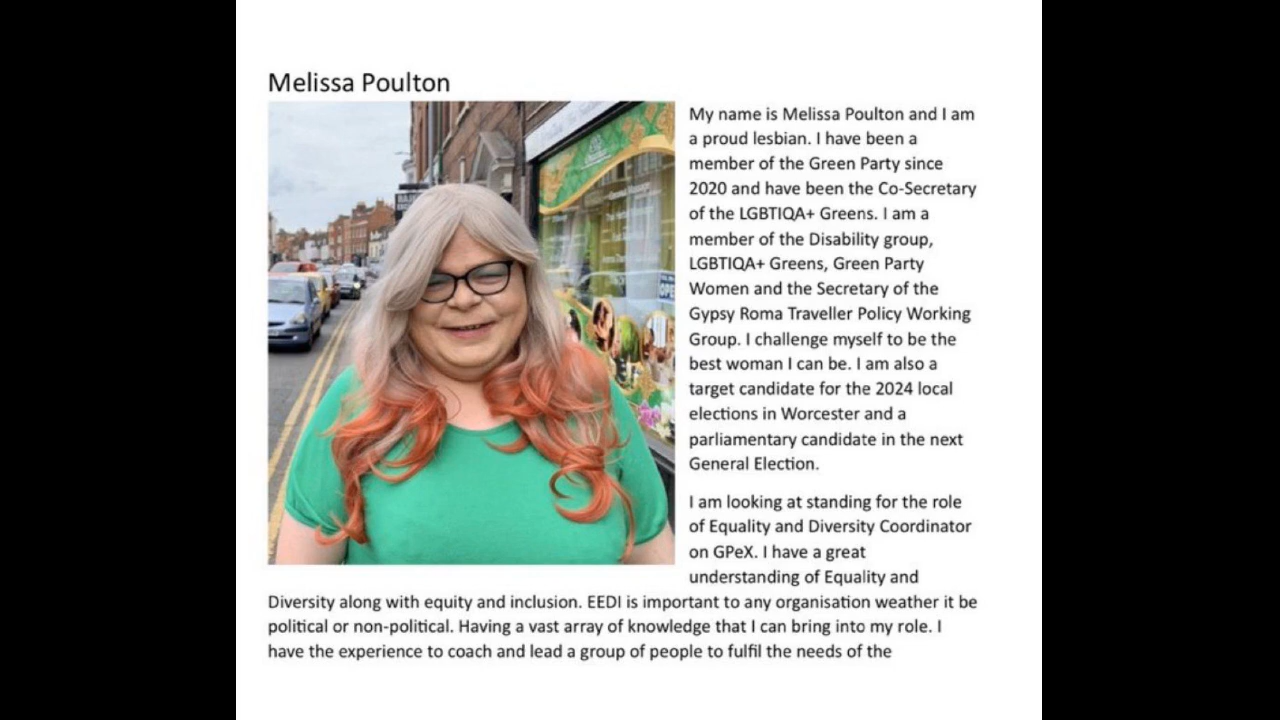 Melissa Poulton
My name is Melissa Poulton and I am
a proud lesbian. I have been a
member of the Green Party since
2020 and have been the Co-Secretary
of the LGBTIQA+ Greens. I am a
member of the Disability group,
LGBTIQA+ Greens, Green Party
Women and the Secretary of the
Gypsy Roma Traveller Policy Working
Group. I challenge myself to be the
best woman I can be. I am also a
target candidate for the 2024 local
elections in Worcester and a
parliamentary candidate in the next
General Election.
I am looking at standing for the role
of Equality and Diversity Coordinator
on GPeX. I have a great
understanding of Equality and
Diversity along with equity and inclusion. EEDI is important to any organisation weather it be
political or non-political. Having a vast array of knowledge that I can bring into my role. I
have the experience to coach and lead a group of people to fulfil the needs of the